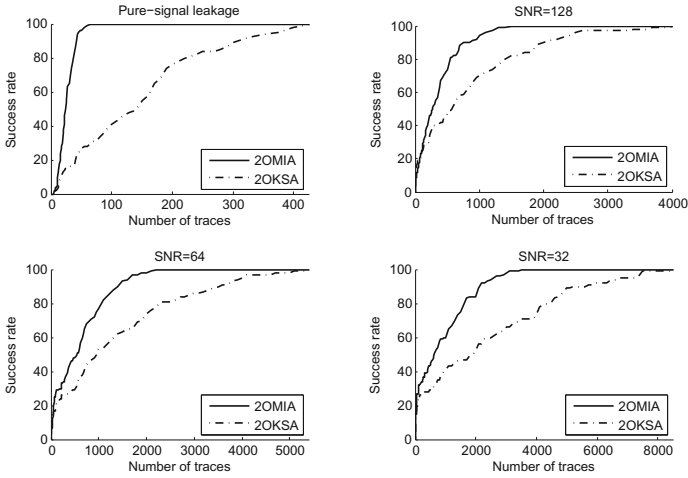 Pure−signal leakage
Success rate
100
80
60
40
20
0
0
100
200
300
400
Number of traces
2OMIA
2OKSA
SNR=128
Success rate
100
80
60
40
20
0
0
1000
2000
3000
4000
Number of traces
2OMIA
2OKSA
SNR=64
Success rate
100
80
60
40
20
0
0
1000
2000
3000
4000
5000
Number of traces
2OMIA
2OKSA
SNR=32
Success rate
100
80
60
40
20
0
0
2000
4000
6000
8000
Number of traces
2OMIA
2OKSA